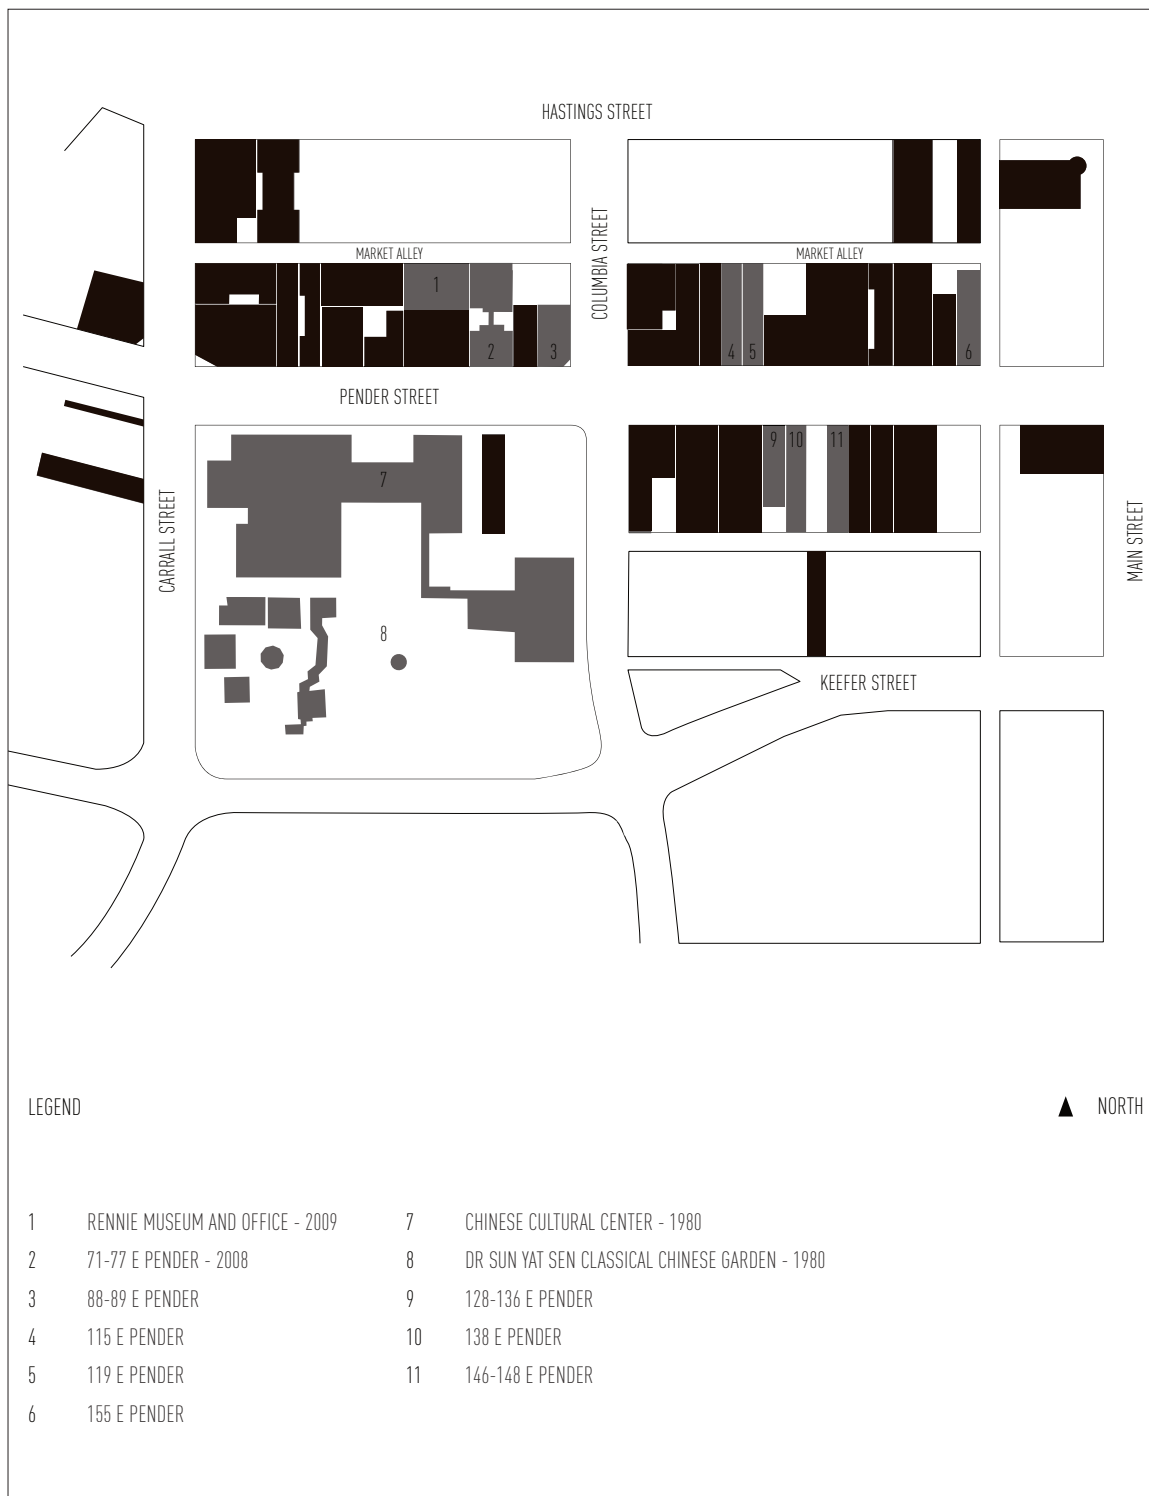 HASTINGS STREET
COLUMBIA STREET
MARKET ALLEY
MARKET ALLEY
1
2
3
4
5
6
PENDER STREET
7
9
10
11
CARRALL STREET
MAIN STREET
8
KEEFER STREET
LEGEND
NORTH
1 RENNIE MUSEUM AND OFFICE - 2009
2 71-77 E PENDER - 2008
3 88-89 E PENDER
4 115 E PENDER
5 119 E PENDER
6 155 E PENDER
7 CHINESE CULTURAL CENTER - 1980
8 DR SUN YAT SEN CLASSICAL CHINESE GARDEN - 1980
9 128-136 E PENDER
10 138 E PENDER
11 146-148 E PENDER